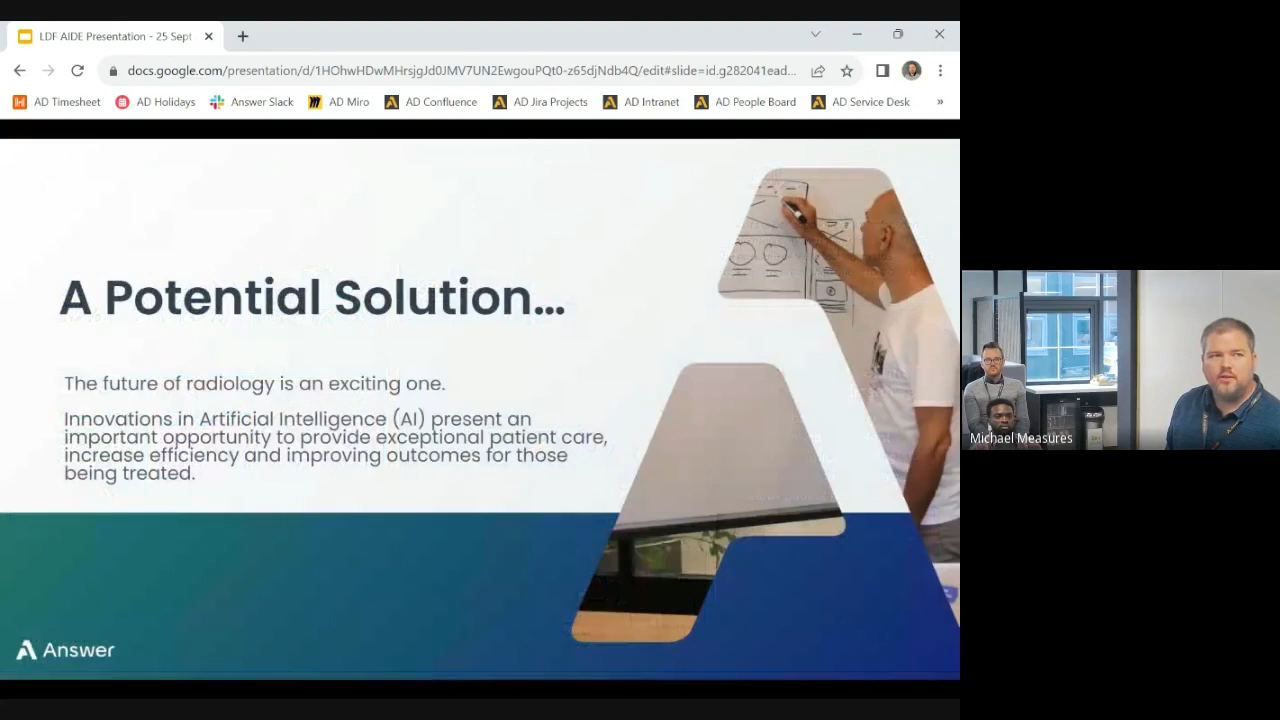 LDF AIDE Presentation - 25 Sept
docs.google.com/presentation/d/1HOhwHDwMHrsjgJd0JMV7UN2EwgouPQt0-z65djNdb4Q/edit#slide=id.g282041ead...
AD Timesheet AD Holidays Answer Slack AD Miro AD Confluence AD Jira Projects AD Intranet AD People Board AD Service Desk »
A Potential Solution...
The future of radiology is an exciting one.
Innovations in Artificial Intelligence (AI) present an
important opportunity to provide exceptional patient care,
increase efficiency and improving outcomes for those
being treated.
Answer
Michael Measures